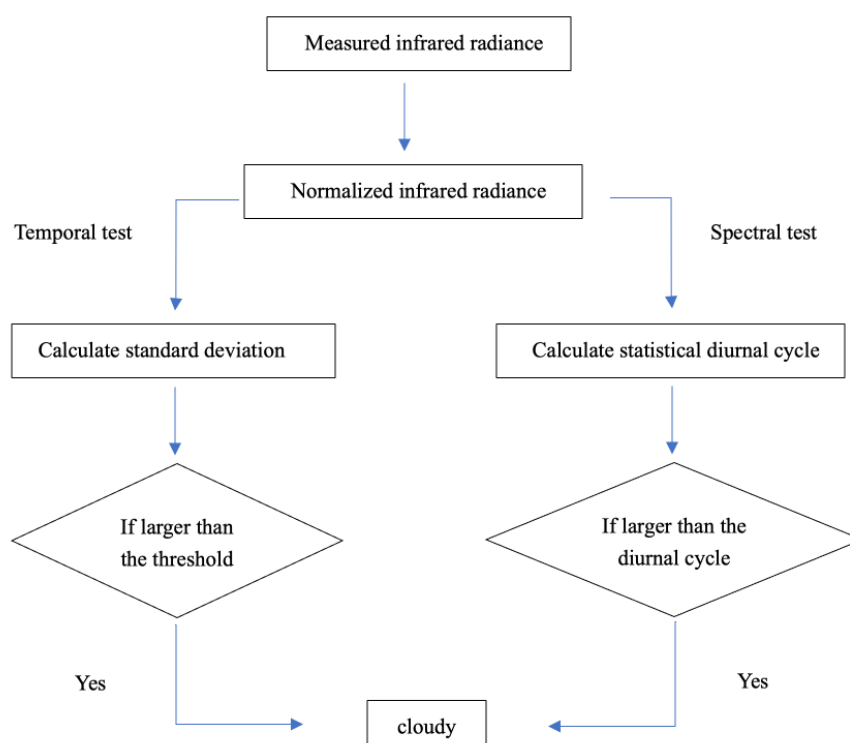 Measured infrared radiance
Normalized infrared radiance
Temporal test
Spectral test
Calculate standard deviation
Calculate statistical diurnal cycle
If larger than
the threshold
If larger than the
diurnal cycle
Yes
Yes
cloudy